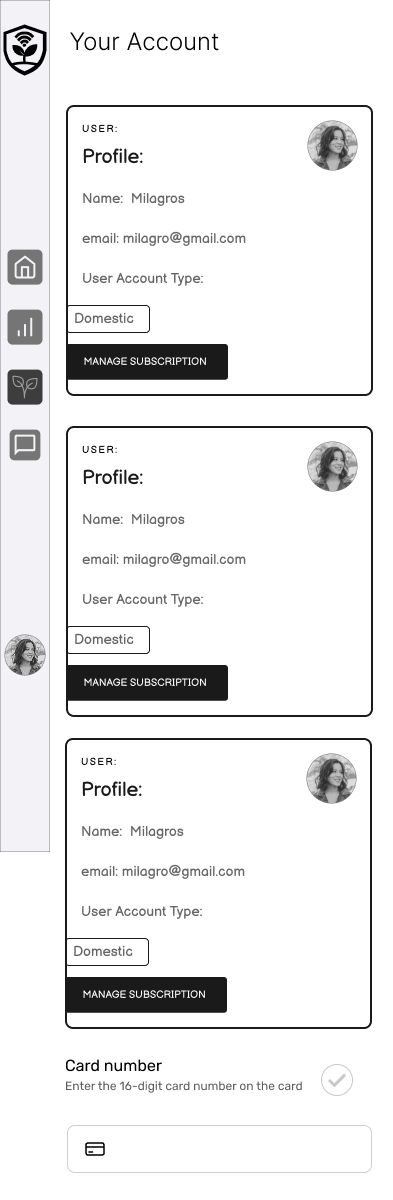 Your Account
USER:
Profile:
Name: Milagros
email: milagro@gmail.com
User Account Type:
Domestic
MANAGE SUBSCRIPTION
USER:
Profile:
Name: Milagros
email: milagro@gmail.com
User Account Type:
Domestic
MANAGE SUBSCRIPTION
USER:
Profile:
Name: Milagros
email: milagro@gmail.com
User Account Type:
Domestic
MANAGE SUBSCRIPTION
Card number
Enter the 16-digit card number on the card